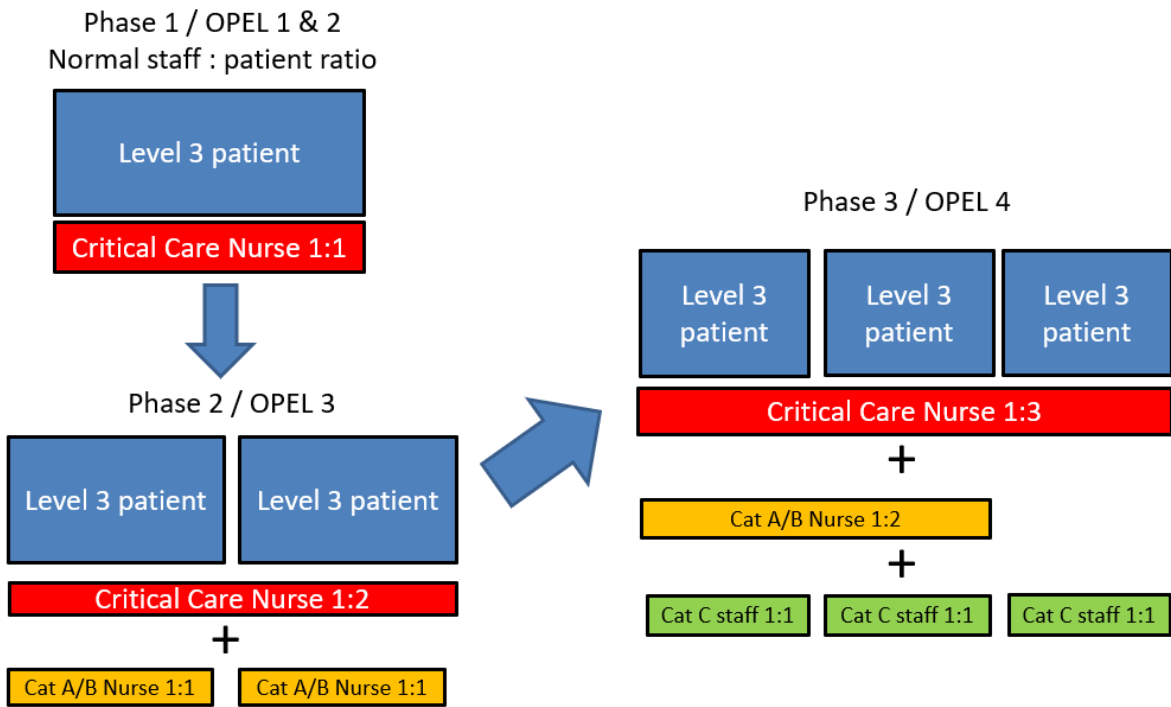 Phase 1 / OPEL 1 & 2
Normal staff : patient ratio
Level 3 patient
Critical Care Nurse 1:1
Phase 2 / OPEL 3
Level 3 patient
Level 3 patient
Critical Care Nurse 1:2
+
Cat A/B Nurse 1:1
Cat A/B Nurse 1:1
Phase 3 / OPEL 4
Level 3
patient
Level 3
patient
Level 3
patient
Critical Care Nurse 1:3
+
Cat A/B Nurse 1:2
+
Cat C staff 1:1
Cat C staff 1:1
Cat C staff 1:1